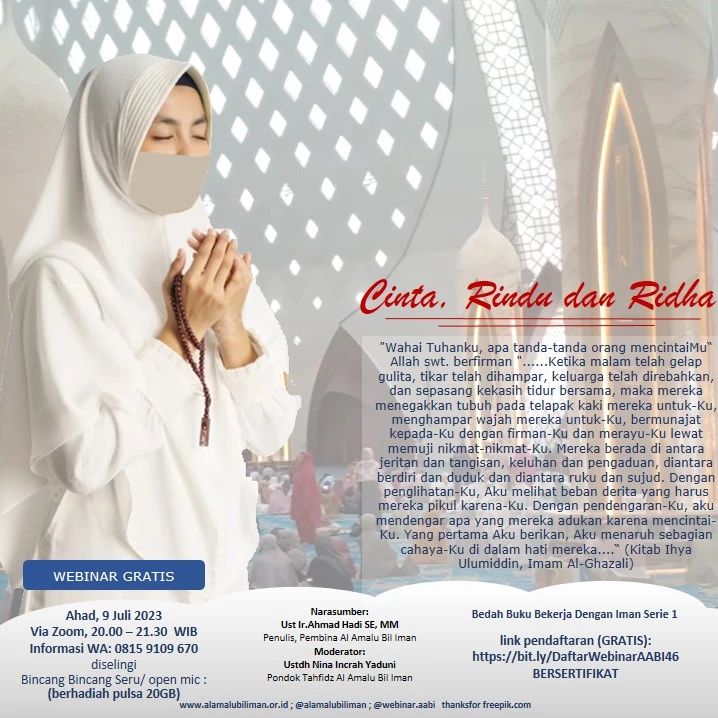 Cinta, Rindu dan Ridha
"Wahai Tuhanku, apa tanda-tanda orang mencintaiMu“
Allah swt. berfirman "......Ketika malam telah gelap
gulita, tikar telah dihampar, keluarga telah direbahkan,
dan sepasang kekasih tidur bersama, maka mereka
menegakkan tubuh pada telapak kaki mereka untuk-Ku,
menghampar wajah mereka untuk-Ku, bermunajat
kepada-Ku dengan firman-Ku dan merayu-Ku lewat
memuji nikmat-nikmat-Ku. Mereka berada di antara
jeritan dan tangisan, keluhan dan pengaduan, diantara
berdiri dan duduk dan diantara ruku dan sujud. Dengan
penglihatan-Ku, Aku melihat beban derita yang harus
mereka pikul karena-Ku. Dengan pendengaran-Ku, aku
mendengar apa yang mereka adukan karena mencintai-
Ku. Yang pertama Aku berikan, Aku menaruh sebagian
cahaya-Ku di dalam hati mereka....“ (Kitab Ihya
Ulumiddin, Imam Al-Ghazali)
WEBINAR GRATIS
Ahad, 9 Juli 2023
Via Zoom, 20.00 – 21.30 WIB
Informasi WA: 0815 9109 670
diselingi
Bincang Bincang Seru/ open mic :
(berhadiah pulsa 20GB)
Narasumber:
Ust Ir.Ahmad Hadi SE, MM
Penulis, Pembina Al Amalu Bil Iman
Moderator:
Ustdh Nina Incrah Yaduni
Pondok Tahfidz Al Amalu Bil Iman
Bedah Buku Bekerja Dengan Iman Serie 1
link pendaftaran (GRATIS):
https://bit.ly/DaftarWebinarAABI46
BERSERTIFIKAT
www.alamalubiliman.or.id ; @alamalubiliman ; @webinar.aabi thanksfor freepik.com